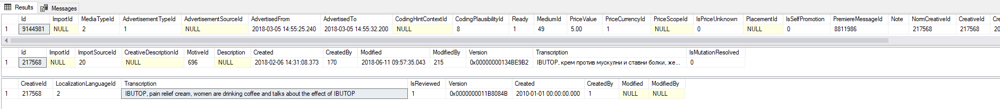 Results Messages
Id ImportId MediaTypeId AdvertisementTypeId AdvertisementSourceId AdvertisedFrom AdvertisedTo CodingHintContextId CodingPlausibilityId Ready MediumId PriceValue PriceCurrencyId PriceScopeId IsPriceUnknown PlacementId IsSelfPromotion PremiereMessageId Note NormCreativeId CreativeId Cre
1 9144981 NULL 2 1 NULL 2018-03-05 14:55:25.240 2018-03-05 14:55:32.200 NULL 8 1 49 5.00 1 NULL 0 NULL 0 8811986 217568 217568 20
Id ImportId ImportSourceId CreativeDescriptionId MotiveId Description Created CreatedBy Modified ModifiedBy Version Transcription IsMutationResolved
1 217568 NULL 20 NULL 696 NULL 2018-02-06 14:31:08.373 170 2018-06-11 09:57:35.043 215 0x00000000134BE9B2 IBUTOP, крем против мускулни и ставни болки, же... 0
CreativeId LocalizationLanguageId Transcription IsReviewed Version Created CreatedBy Modified ModifiedBy
1 217568 2 IBUTOP, pain relief cream, women are drinking coffee and talks about the effect of IBUTOP 1 0x0000000011B8084B 2010-01-01 00:00:00.000 1 NULL NULL